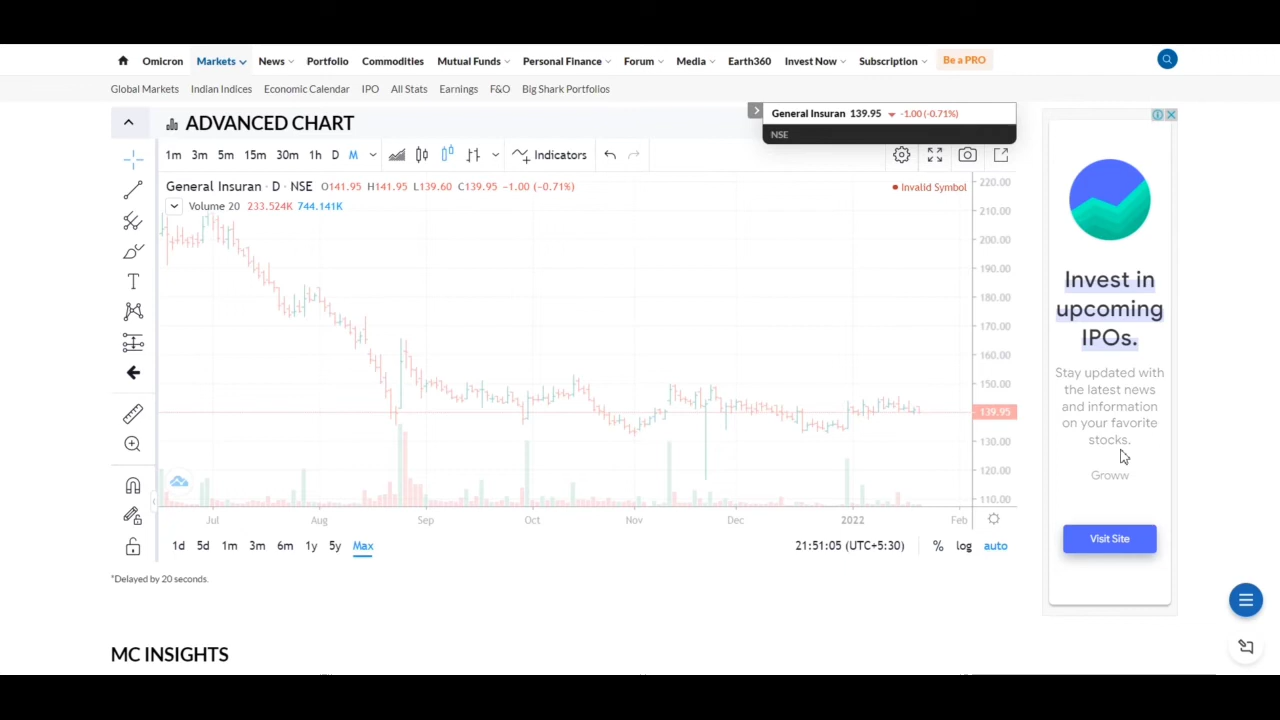 Omicron Markets News Portfolio Commodities Mutual Funds Personal Finance Forum Media Earth360 Invest Now Subscription Be a PRO
Global Markets Indian Indices Economic Calendar IPO All Stats Earnings F&O Big Shark Portfolios
ADVANCED CHART
General Insuran 139.95 -1.00 (-0.71%)
NSE
1m 3m 5m 15m 30m 1h D M Indicators
General Insuran · D · NSE O141.95 H141.95 L139.60 C139.95 -1.00 (-0.71%)
Invalid Symbol
Volume 20 233.524K 744.141K
220.00
210.00
200.00
190.00
180.00
170.00
160.00
150.00
139.95
130.00
120.00
110.00
Jul Aug Sep Oct Nov Dec 2022 Feb
1d 5d 1m 3m 6m 1y 5y Max
21:51:05 (UTC+5:30) % log auto
*Delayed by 20 seconds.
MC INSIGHTS
Invest in
upcoming
IPOs.
Stay updated with
the latest news
and information
on your favorite
stocks.
Groww
Visit Site